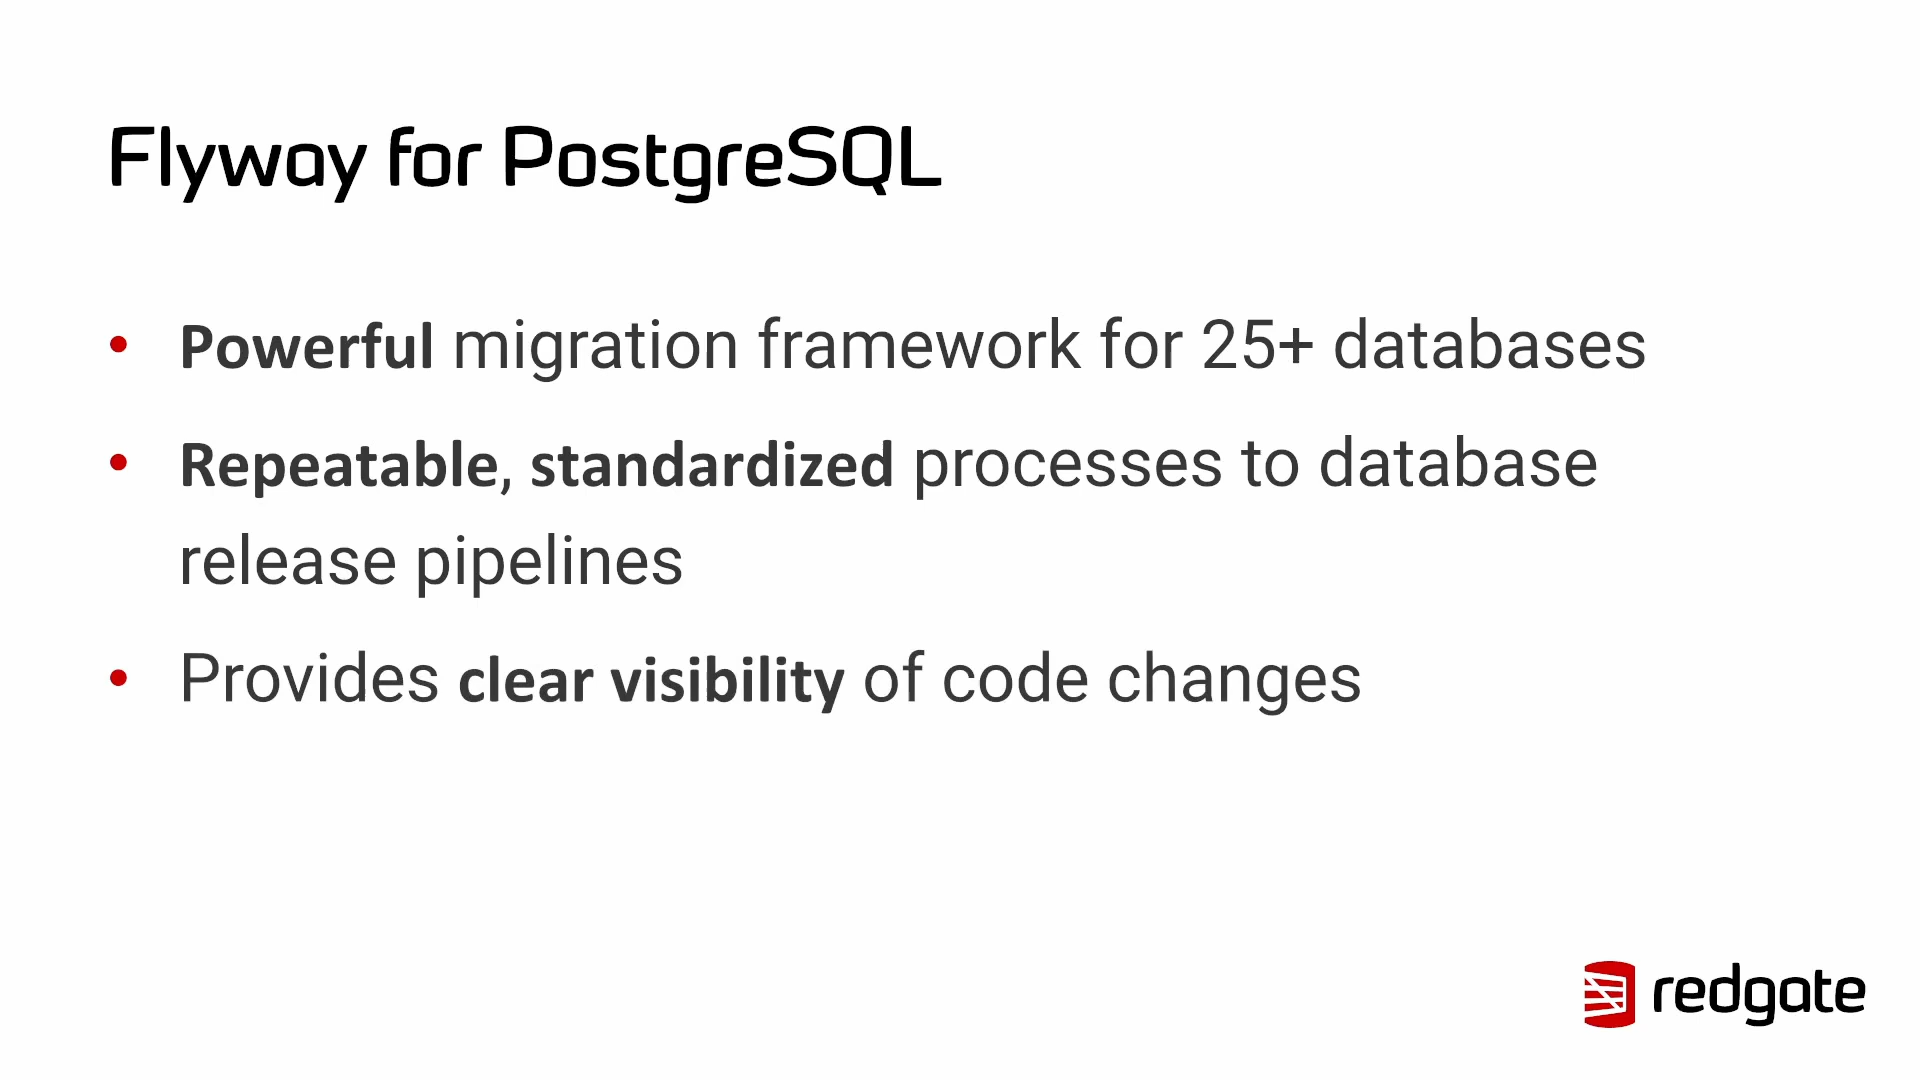 Flyway for PostgreSQL
• Powerful migration framework for 25+ databases
• Repeatable, standardized processes to database
release pipelines
• Provides clear visibility of code changes
redgate